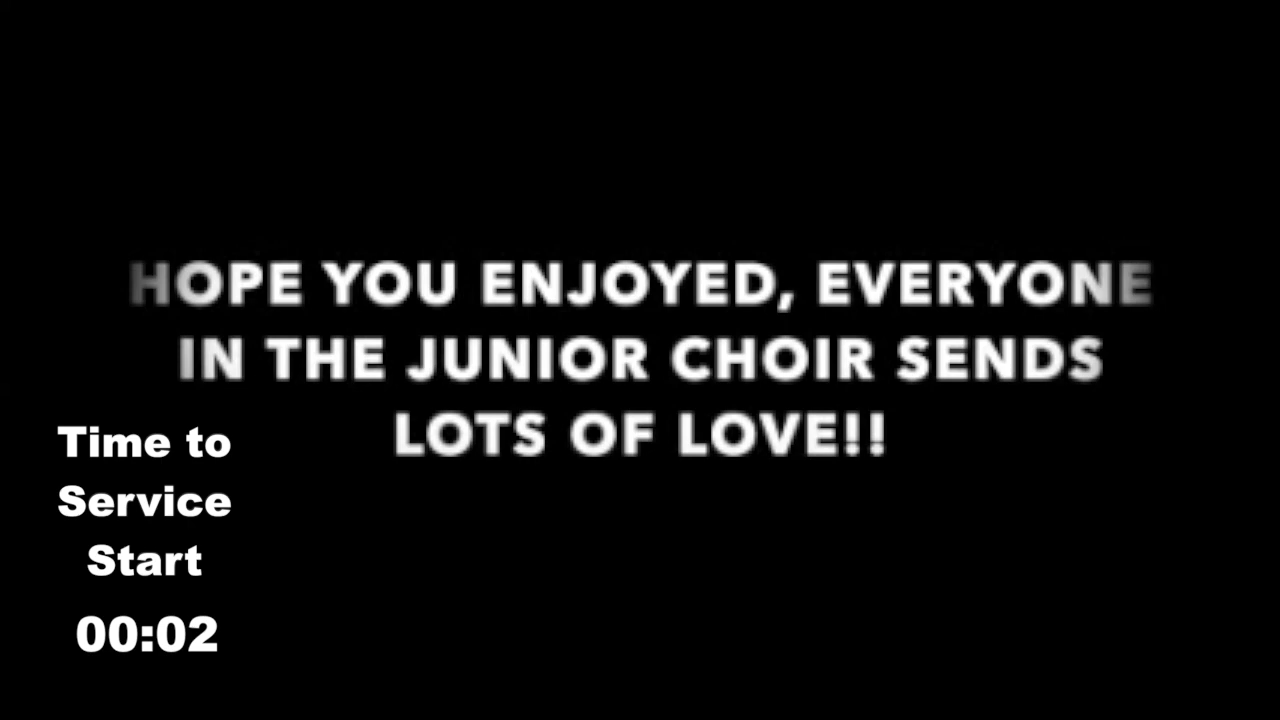 HOPE YOU ENJOYED, EVERYONE
IN THE JUNIOR CHOIR SENDS
LOTS OF LOVE!!
Time to
Service
Start
00:02